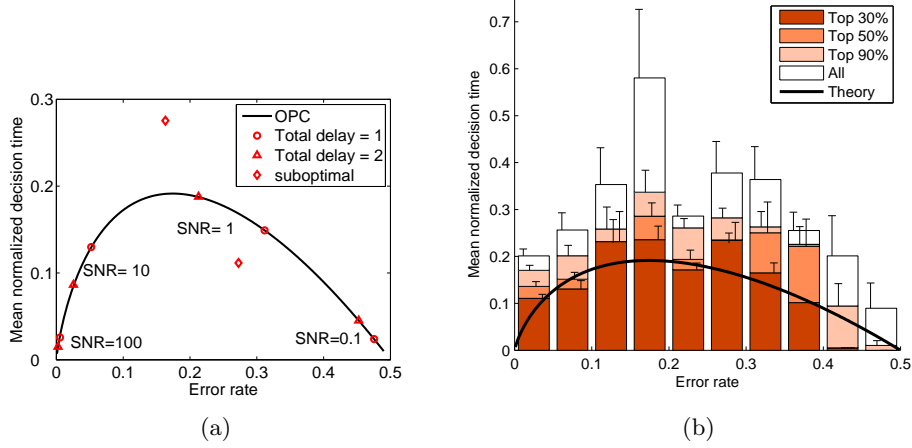 Mean normalized decision time
0.3
0.2
0.1
0
0
0.1
0.2
0.3
0.4
0.5
Error rate
OPC
Total delay = 1
Total delay = 2
suboptimal
SNR= 1
SNR= 10
SNR=100
SNR=0.1
(a)
Mean normalized decision time
0.7
0.6
0.5
0.4
0.3
0.2
0.1
0
0
0.1
0.2
0.3
0.4
0.5
Error rate
Top 30%
Top 50%
Top 90%
All
Theory
(b)